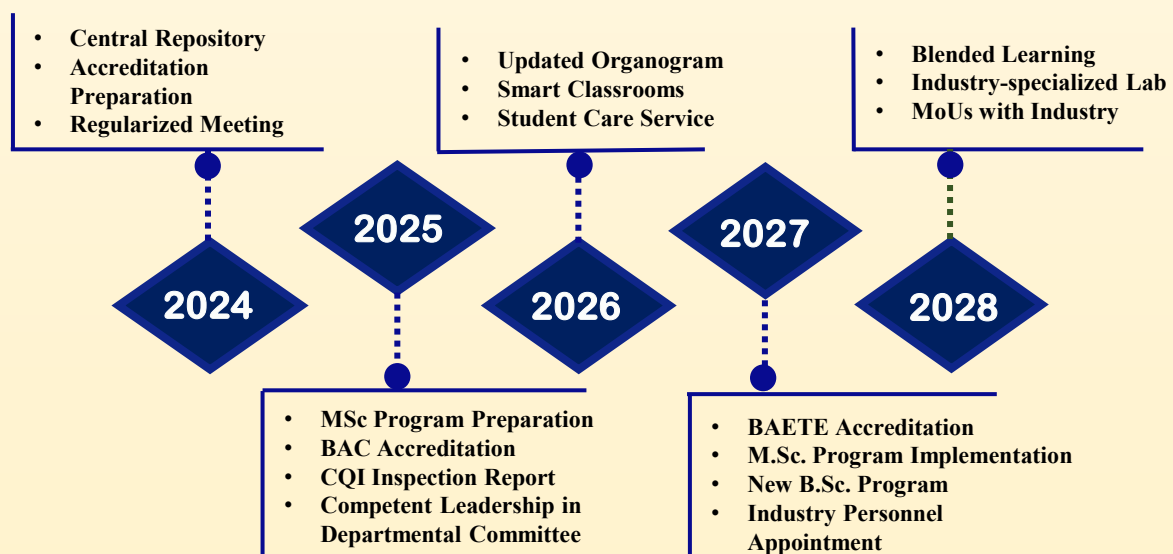 • Central Repository
• Accreditation
Preparation
• Regularized Meeting
2024
2025
• MSc Program Preparation
• BAC Accreditation
• CQI Inspection Report
• Competent Leadership in
Departmental Committee
• Updated Organogram
• Smart Classrooms
• Student Care Service
2026
2027
• BAETE Accreditation
• M.Sc. Program Implementation
• New B.Sc. Program
• Industry Personnel
Appointment
• Blended Learning
• Industry-specialized Lab
• MoUs with Industry
2028